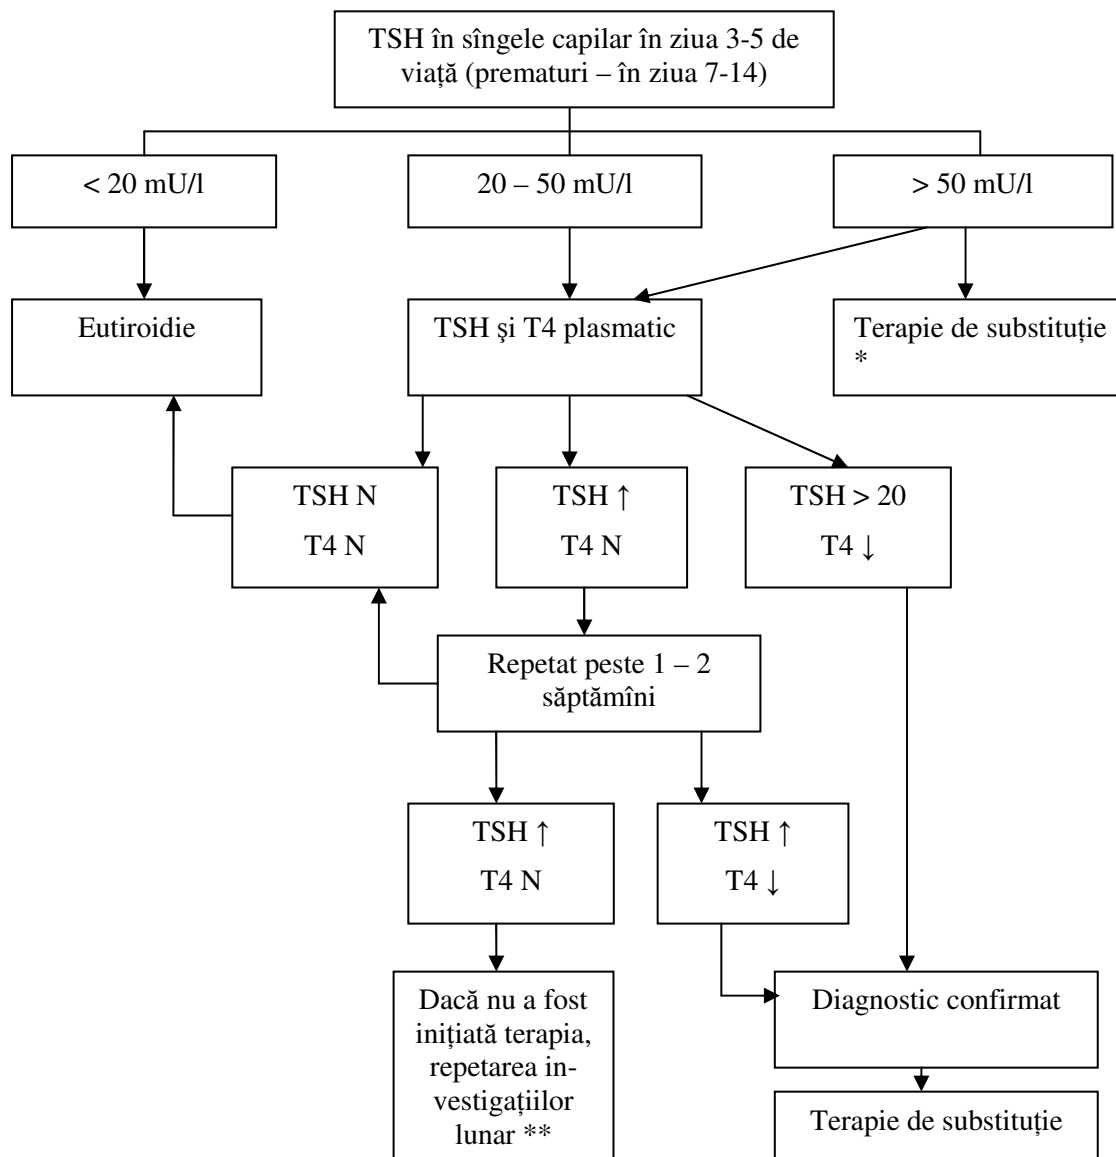 TSH în sîngele capilar în ziua 3-5 de
viață (prematuri – în ziua 7-14)
< 20 mU/l
20 – 50 mU/l
> 50 mU/l
Eutiroidie
TSH şi T4 plasmatic
Terapie de substituție
*
TSH N
T4 N
TSH ↑
T4 N
TSH > 20
T4 ↓
Repetat peste 1 – 2
săptămîni
TSH ↑
T4 N
TSH ↑
T4 ↓
Dacă nu a fost
inițiată terapia,
repetarea in-
vestigațiilor
lunar **
Diagnostic confirmat
Terapie de substituție